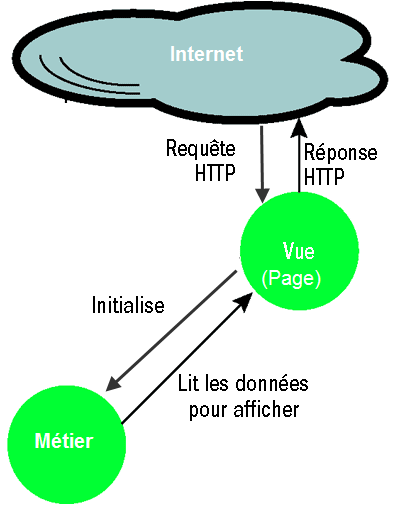 Internet
Requête
HTTP
Réponse
HTTP
Vue
(Page)
Initialise
Lit les données
pour afficher
Métier